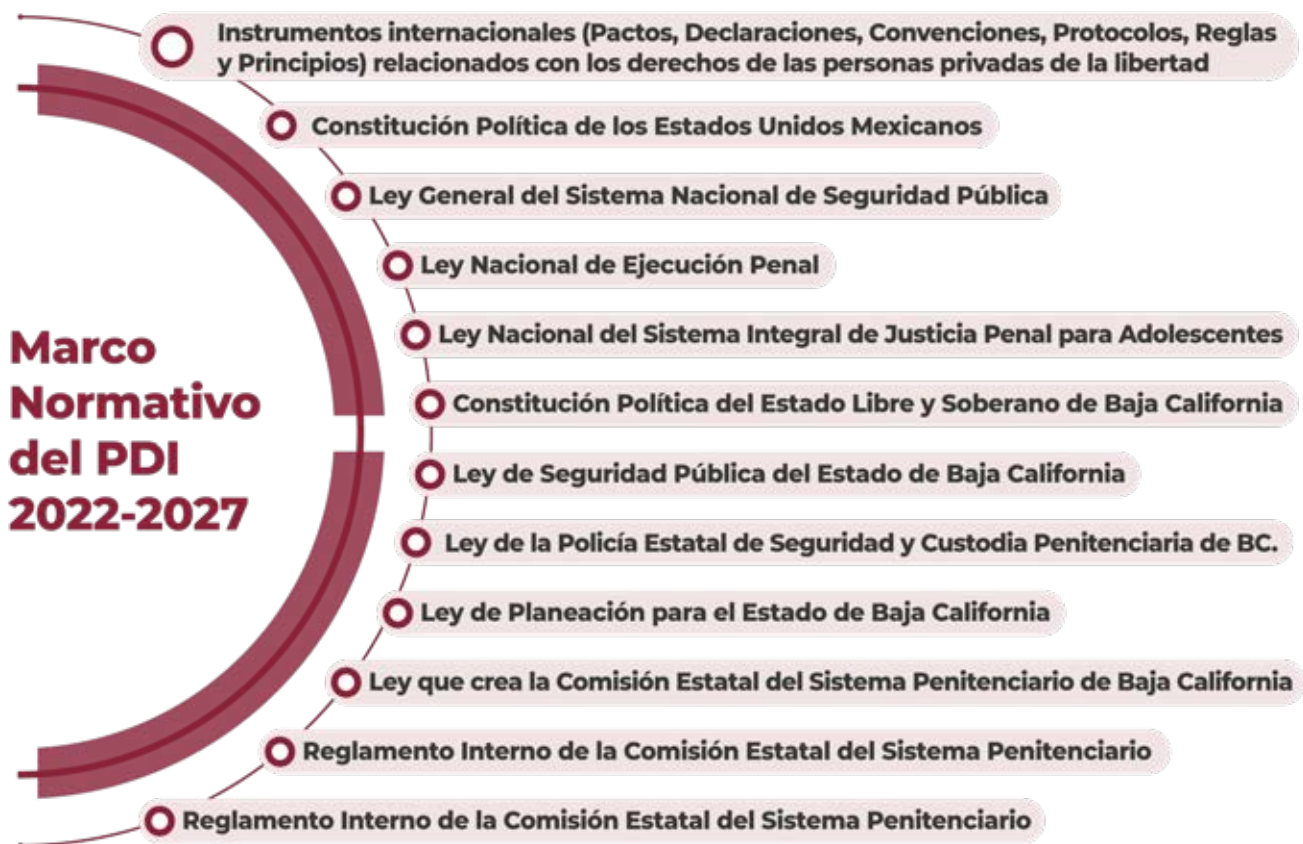 Instrumentos internacionales (Pactos, Declaraciones, Convenciones, Protocolos, Reglas
y Principios) relacionados con los derechos de las personas privadas de la libertad
Constitución Política de los Estados Unidos Mexicanos
Ley General del Sistema Nacional de Seguridad Pública
Ley Nacional de Ejecución Penal
Ley Nacional del Sistema Integral de Justicia Penal para Adolescentes
Constitución Política del Estado Libre y Soberano de Baja California
Ley de Seguridad Pública del Estado de Baja California
Ley de la Policía Estatal de Seguridad y Custodia Penitenciaria de BC.
Ley de Planeación para el Estado de Baja California
Ley que crea la Comisión Estatal del Sistema Penitenciario de Baja California
Reglamento Interno de la Comisión Estatal del Sistema Penitenciario
Reglamento Interno de la Comisión Estatal del Sistema Penitenciario
Marco
Normativo
del PDI
2022-2027